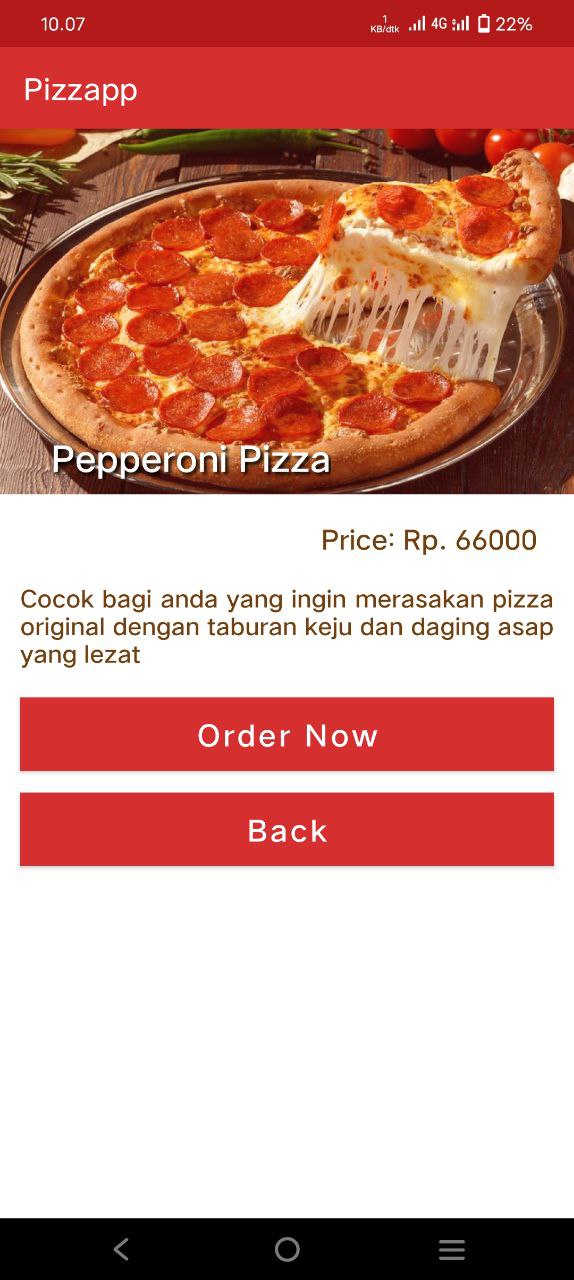 10.07
1
KB/dtk
4G
22%
Pizzapp
Pepperoni Pizza
Price: Rp. 66000
Cocok bagi anda yang ingin merasakan pizza
original dengan taburan keju dan daging asap
yang lezat
Order Now
Back